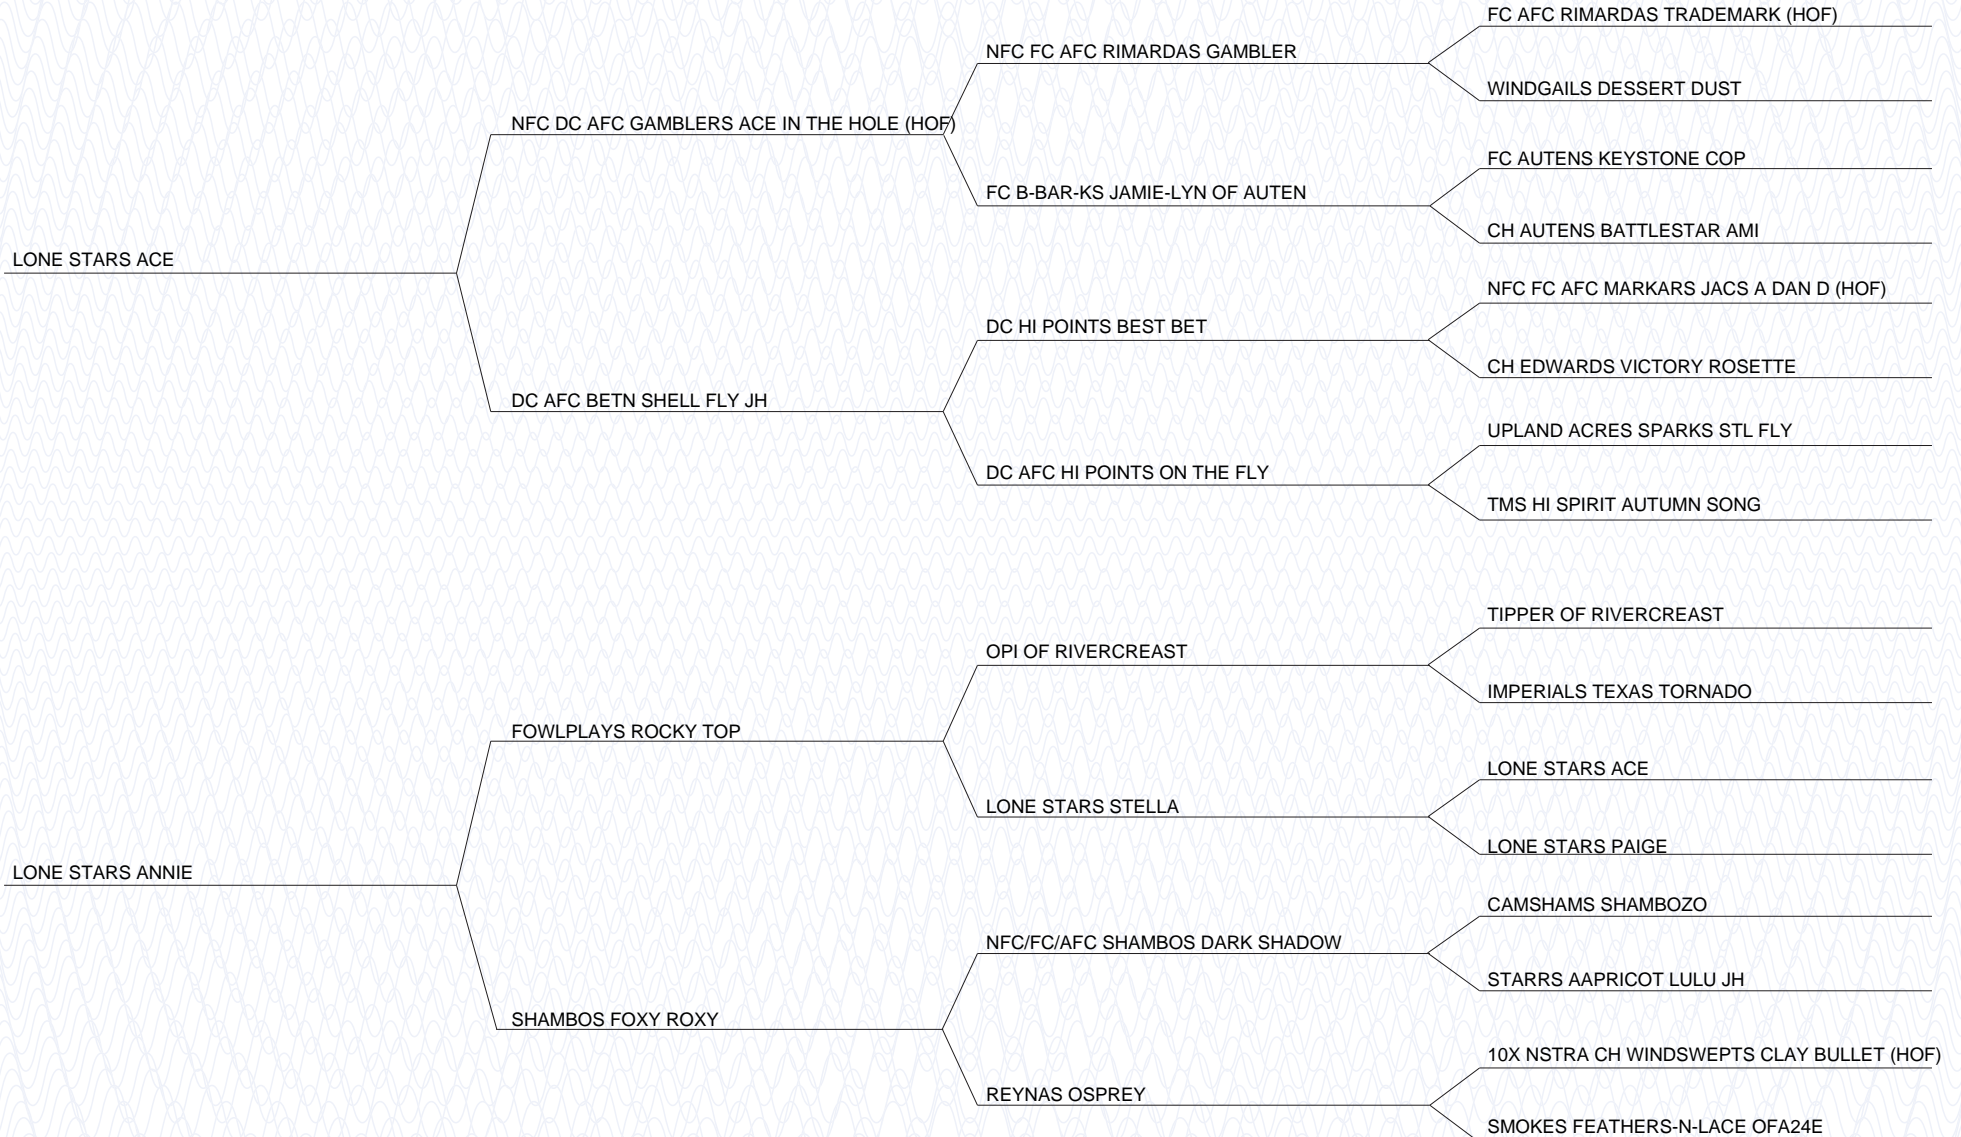 FC AFC RIMARDAS TRADEMARK (HOF)
NFC FC AFC RIMARDAS GAMBLER
WINDGAILS DESSERT DUST
NFC DC AFC GAMBLERS ACE IN THE HOLE (HOF)
FC AUTENS KEYSTONE COP
FC B-BAR-KS JAMIE-LYN OF AUTEN
CH AUTENS BATTLESTAR AMI
LONE STARS ACE
NFC FC AFC MARKARS JACS A DAN D (HOF)
DC HI POINTS BEST BET
CH EDWARDS VICTORY ROSETTE
DC AFC BETN SHELL FLY JH
UPLAND ACRES SPARKS STL FLY
DC AFC HI POINTS ON THE FLY
TMS HI SPIRIT AUTUMN SONG
TIPPER OF RIVERCREAST
OPI OF RIVERCREAST
IMPERIALS TEXAS TORNADO
FOWLPLAYS ROCKY TOP
LONE STARS ACE
LONE STARS STELLA
LONE STARS PAIGE
LONE STARS ANNIE
CAMSHAMS SHAMBOZO
NFC/FC/AFC SHAMBOS DARK SHADOW
STARRS AAPRICOT LULU JH
SHAMBOS FOXY ROXY
10X NSTRA CH WINDSWEPTS CLAY BULLET (HOF)
REYNAS OSPREY
SMOKES FEATHERS-N-LACE OFA24E